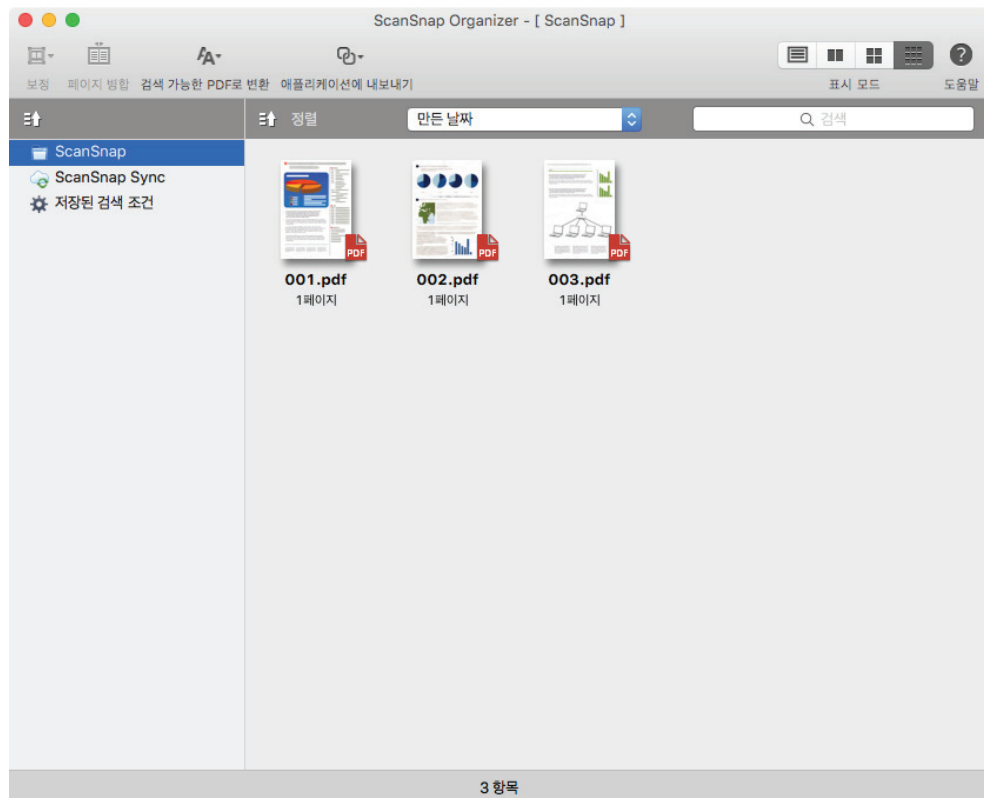 ScanSnap Organizer - [ ScanSnap ]
보정 페이지 병합 검색 가능한 PDF로 변환 애플리케이션에 내보내기 표시 모드 도움말
정렬 만든 날짜 검색
ScanSnap
ScanSnap Sync
저장된 검색 조건
PDF PDF PDF
001.pdf 002.pdf 003.pdf
1페이지 1페이지 1페이지
3 항목